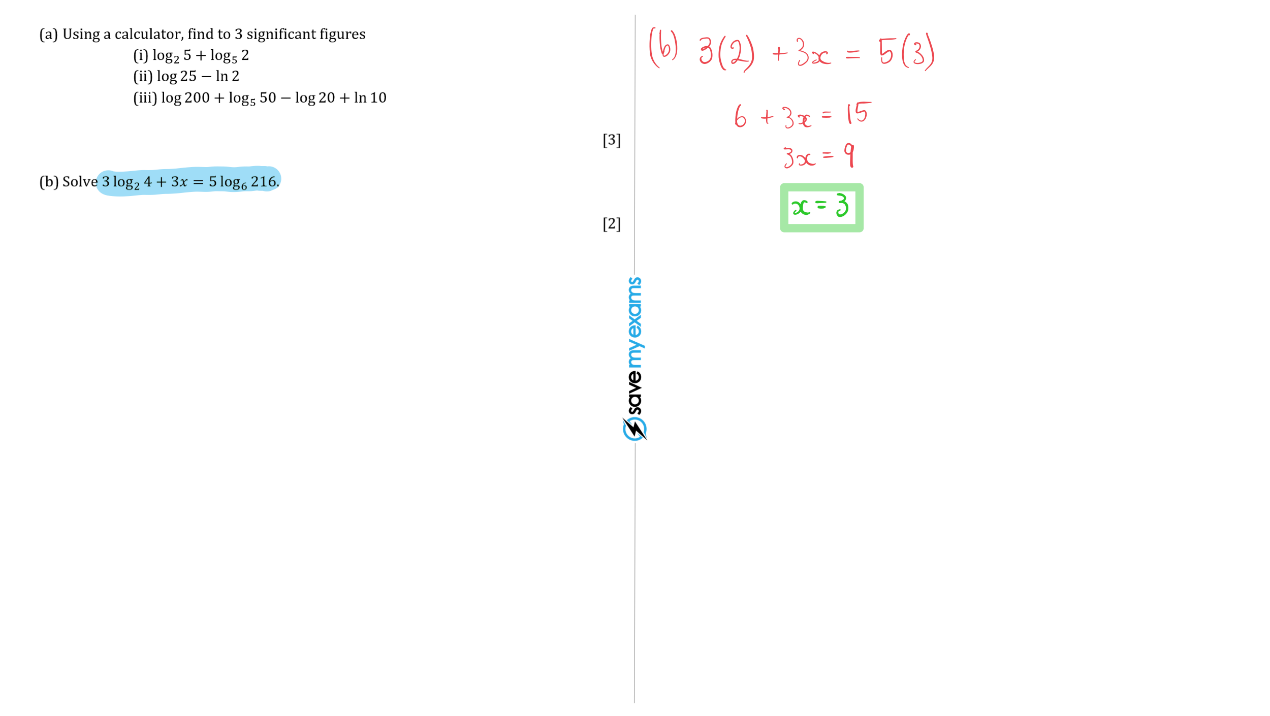 (a) Using a calculator, find to 3 significant figures
(i) log₂ 5 + log₅ 2
(ii) log 25 − ln 2
(iii) log 200 + log₅ 50 − log 20 + ln 10
[3]
(b) Solve 3 log₂ 4 + 3x = 5 log₆ 216.
[2]
save my exams
(b) 3(2) + 3x = 5(3)
6 + 3x = 15
3x = 9
x = 3